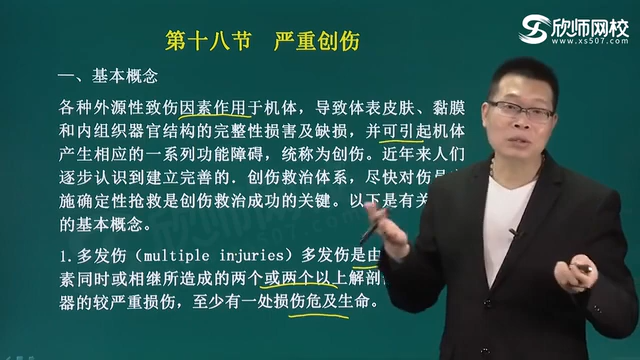 欣师网校
www.xs507.com
第十八节 严重创伤
一、基本概念
各种外源性致伤因素作用于机体，导致体表皮肤、黏膜
和内组织器官结构的完整性损害及缺损，并可引起机体
产生相应的一系列功能障碍，统称为创伤。近年来人们
逐步认识到建立完善的．创伤救治体系，尽快对伤员
施确定性抢救是创伤救治成功的关键。以下是有关
的基本概念。
1.多发伤（multiple injuries）多发伤是由
素同时或相继所造成的两个或两个以上解剖
器的较严重损伤，至少有一处损伤危及生命。